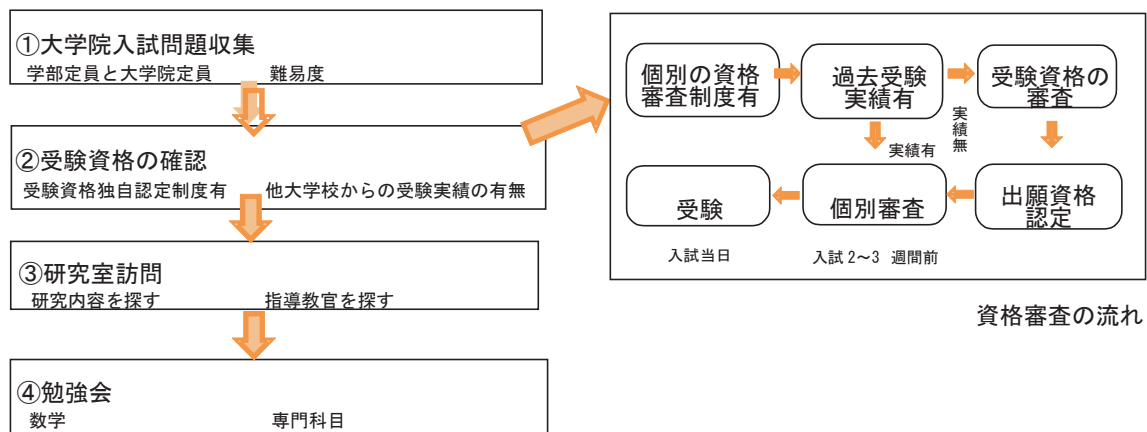 ①大学院入試問題収集
学部定員と大学院定員 難易度
②受験資格の確認
受験資格独自認定制度有 他大学校からの受験実績の有無
③研究室訪問
研究内容を探す 指導教官を探す
④勉強会
数学 専門科目
個別の資格
審査制度有
過去受験
実績有
受験資格の
審査
実績有
実績無
受験
個別審査
出願資格
認定
入試当日
入試2～3 週間前
資格審査の流れ